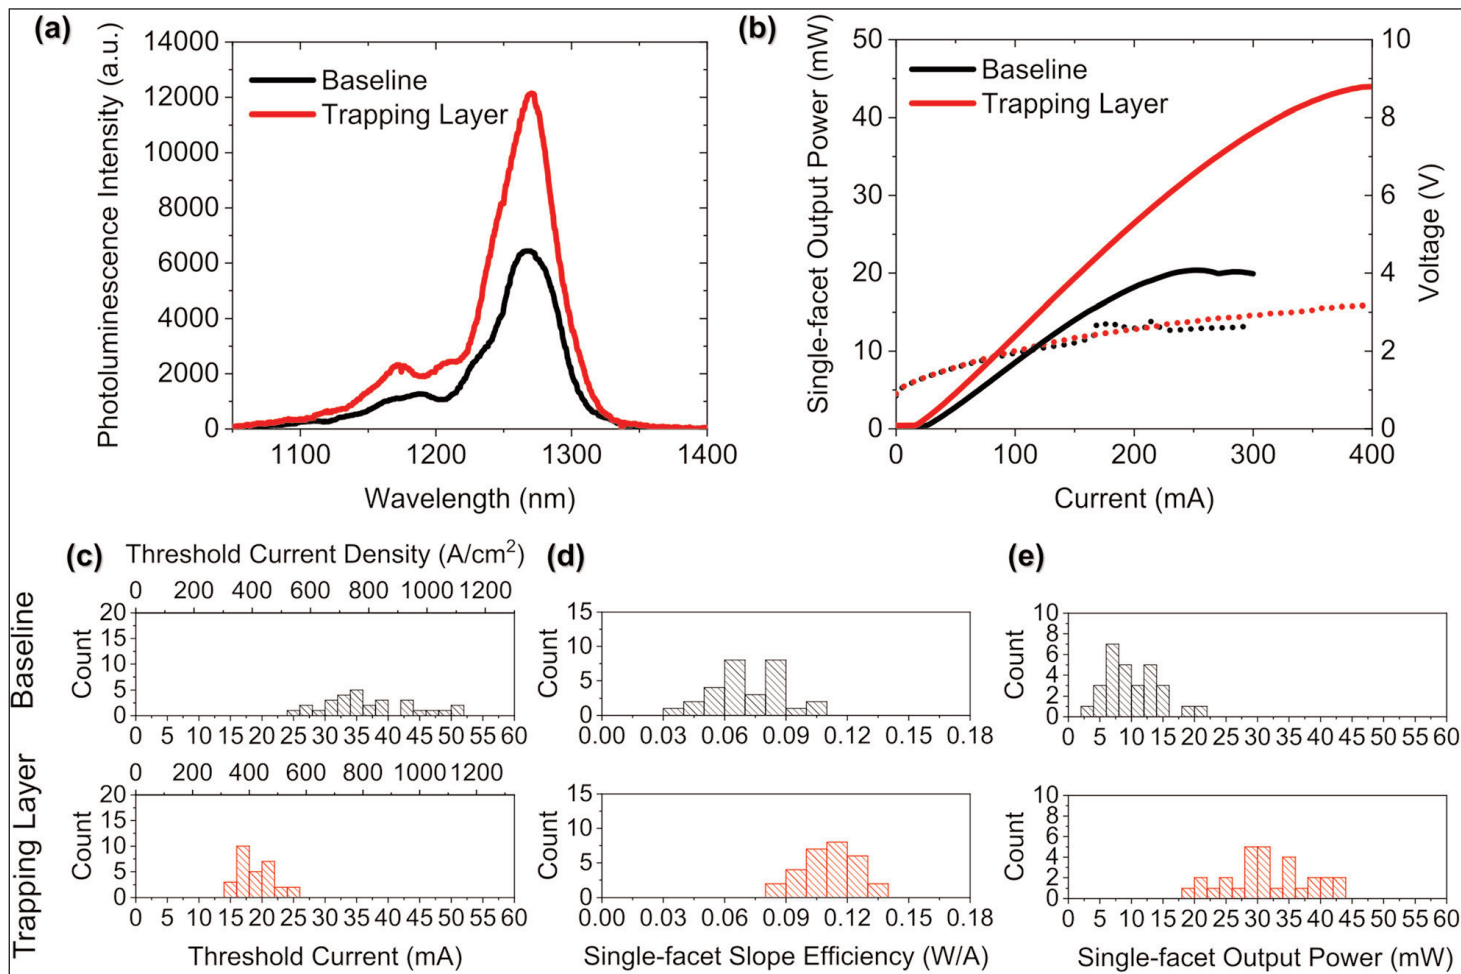 (a)
14000
12000
10000
8000
6000
4000
2000
0
Photoluminescence Intensity (a.u.)
Baseline
Trapping Layer
1100 1200 1300 1400
Wavelength (nm)
(b)
50
40
30
20
10
0
Single-facet Output Power (mW)
Baseline
Trapping Layer
10
8
6
4
2
0
Voltage (V)
0 100 200 300 400
Current (mA)
Baseline
(c)
Threshold Current Density (A/cm2)
0 200 400 600 800 1000 1200
20
15
10
5
0
Count
0 5 10 15 20 25 30 35 40 45 50 55 60
(d)
15
10
5
0
Count
0.00 0.03 0.06 0.09 0.12 0.15 0.18
(e)
10
8
6
4
2
0
Count
0 5 10 15 20 25 30 35 40 45 50 55 60
Trapping Layer
0 200 400 600 800 1000 1200
20
15
10
5
0
Count
0 5 10 15 20 25 30 35 40 45 50 55 60
Threshold Current (mA)
15
10
5
0
Count
0.00 0.03 0.06 0.09 0.12 0.15 0.18
Single-facet Slope Efficiency (W/A)
10
8
6
4
2
0
Count
0 5 10 15 20 25 30 35 40 45 50 55 60
Single-facet Output Power (mW)